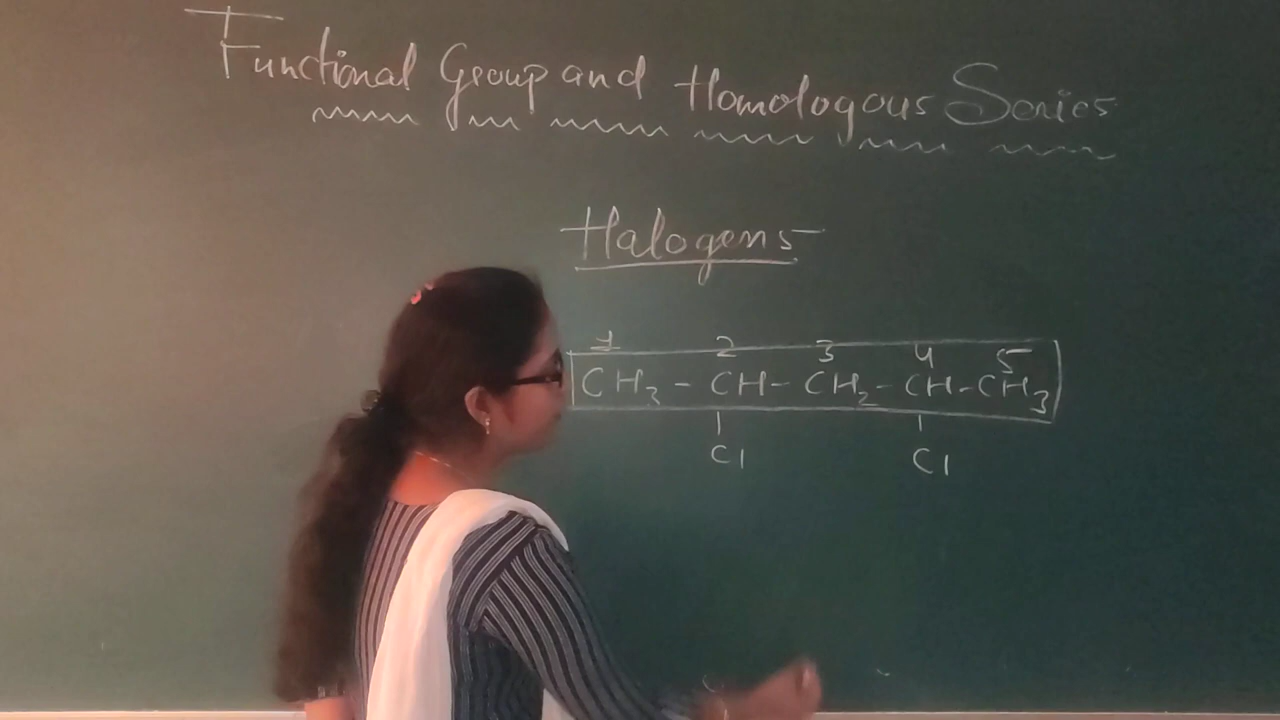 Functional Group and Homologous Series
Halogens
1 2 3 4 5
CH3 - CH - CH2 - CH - CH3
Cl Cl